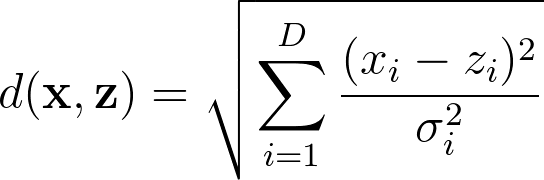 d(𝐱, 𝐳) = √(∑_{i=1}^{D} (x_i − z_i)² / σ_i²)